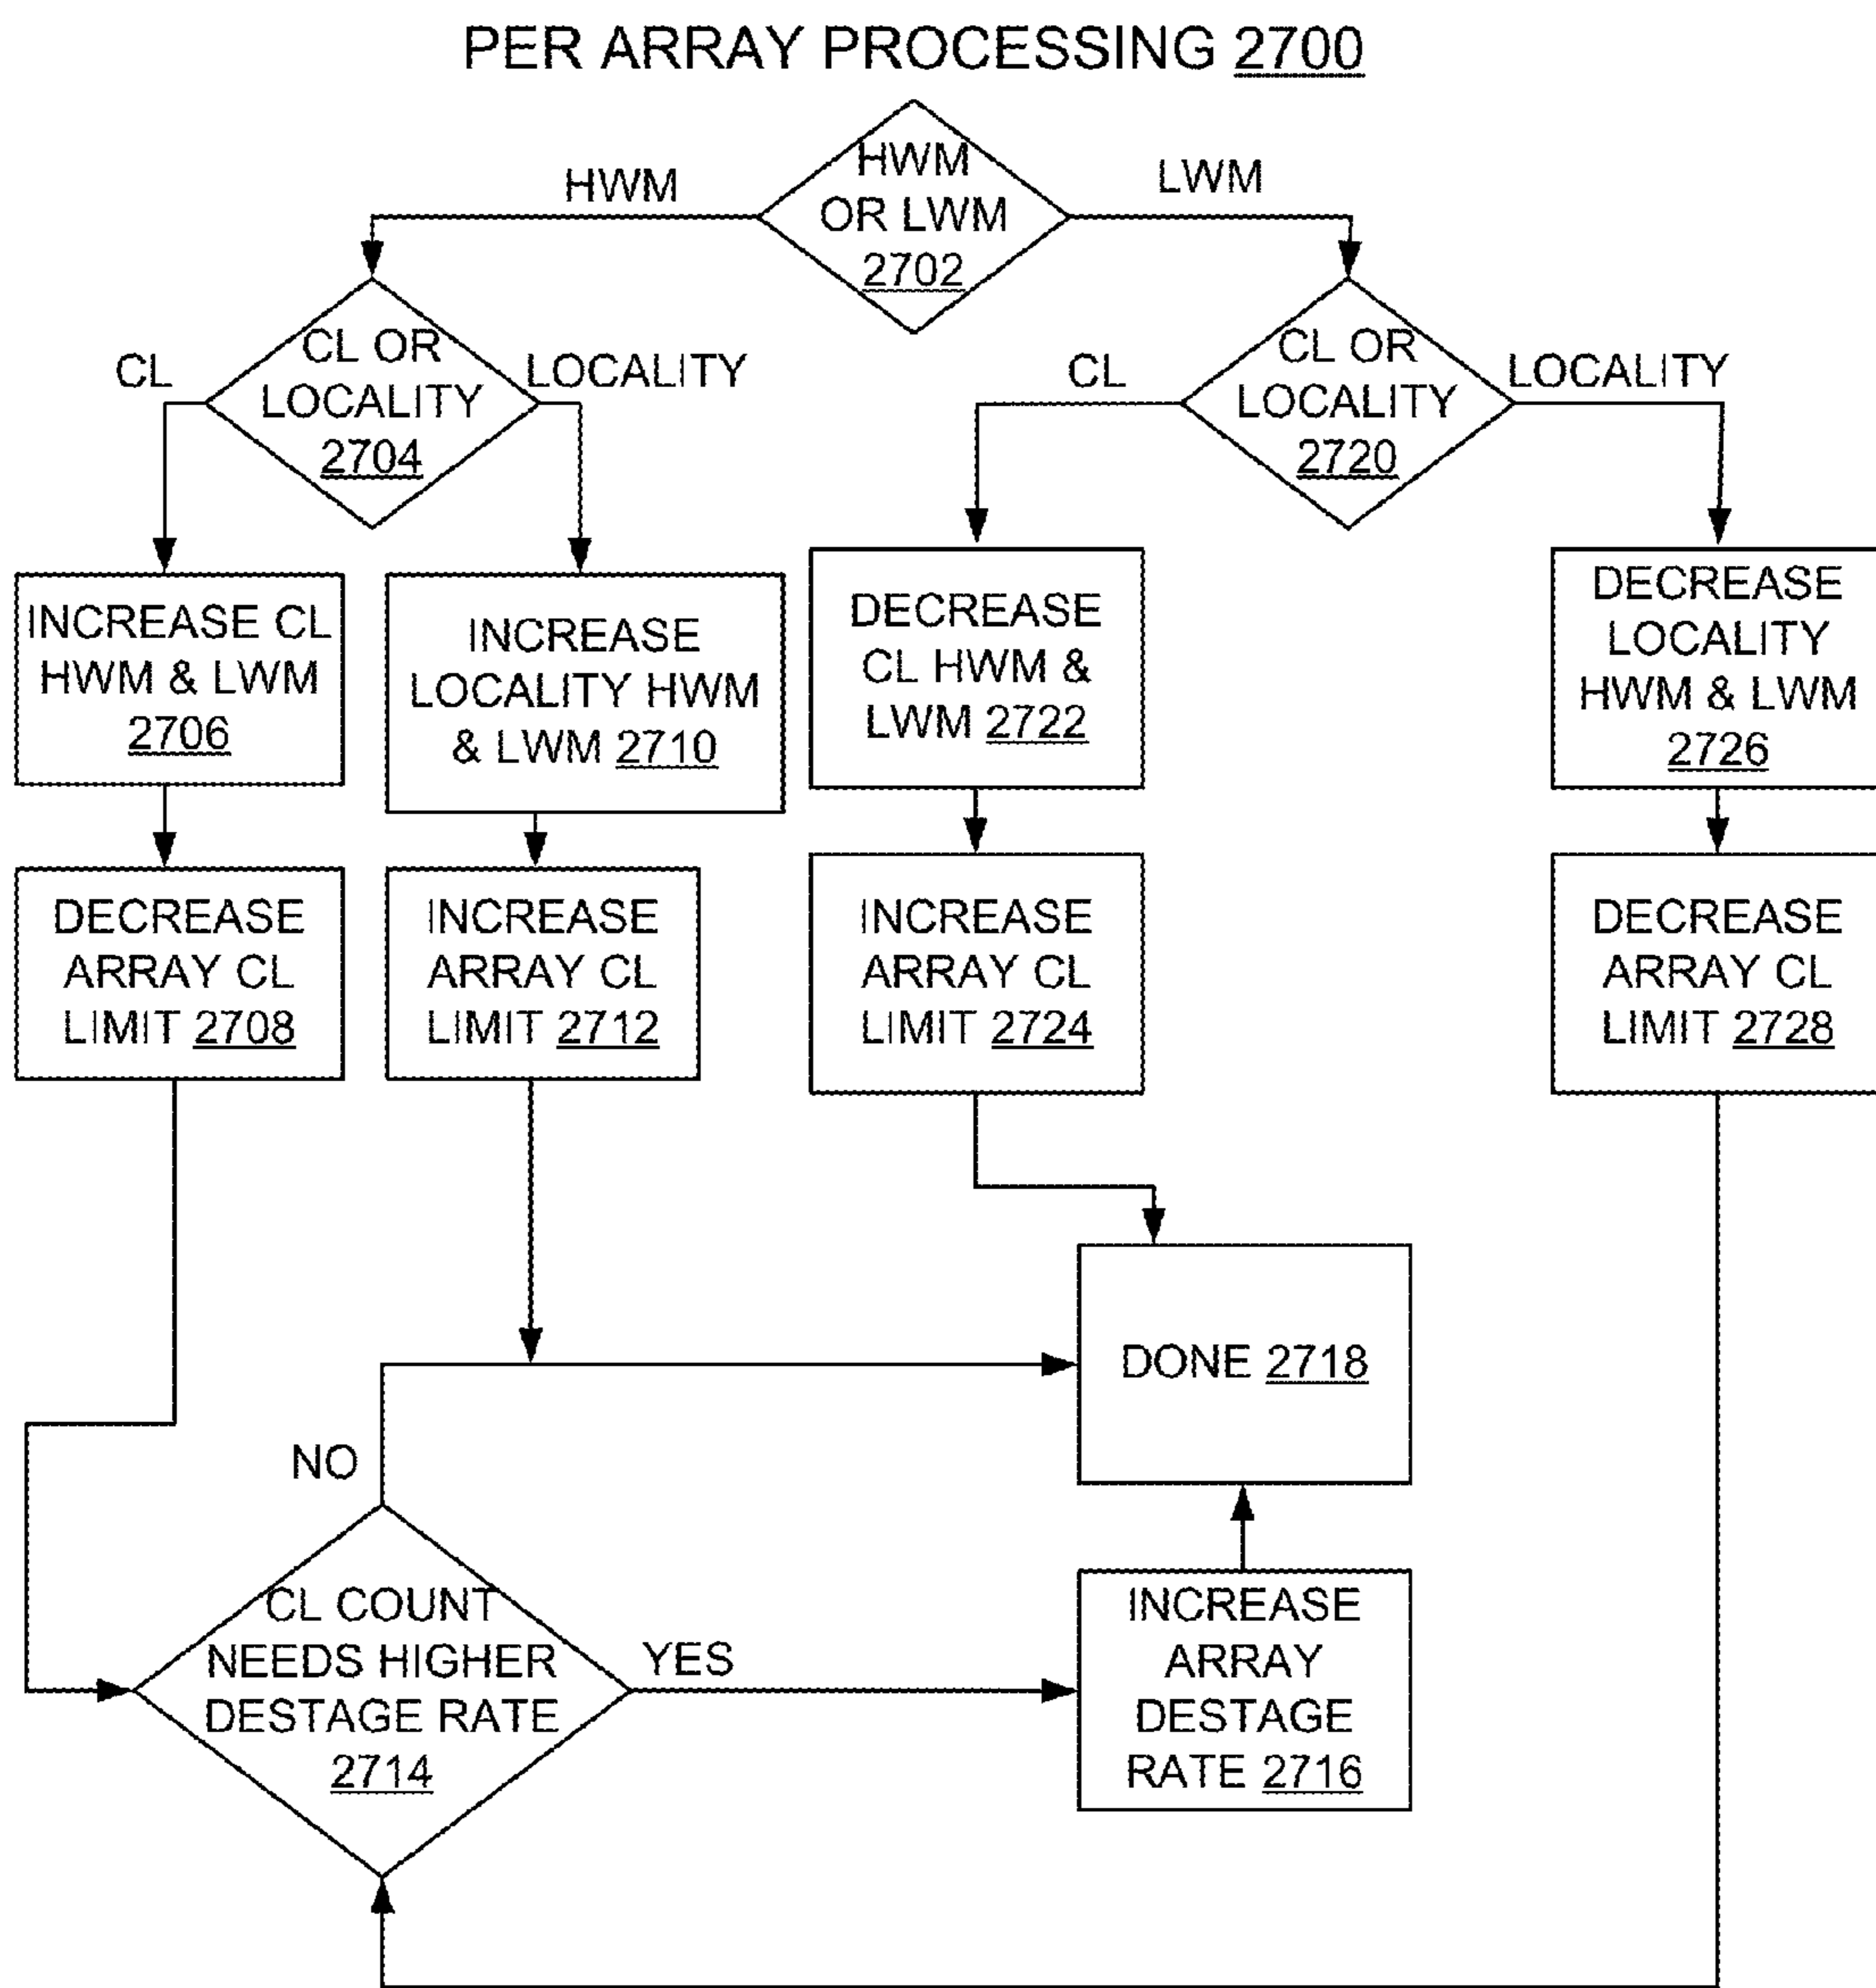 PER ARRAY PROCESSING 2700
HWM
OR LWM
2702
HWM
LWM
CL OR
LOCALITY
2704
CL
LOCALITY
CL OR
LOCALITY
2720
CL
LOCALITY
INCREASE CL
HWM & LWM
2706
INCREASE
LOCALITY HWM
& LWM 2710
DECREASE
CL HWM &
LWM 2722
DECREASE
LOCALITY
HWM & LWM
2726
DECREASE
ARRAY CL
LIMIT 2708
INCREASE
ARRAY CL
LIMIT 2712
INCREASE
ARRAY CL
LIMIT 2724
DECREASE
ARRAY CL
LIMIT 2728
DONE 2718
NO
CL COUNT
NEEDS HIGHER
DESTAGE RATE
2714
YES
INCREASE
ARRAY
DESTAGE
RATE 2716